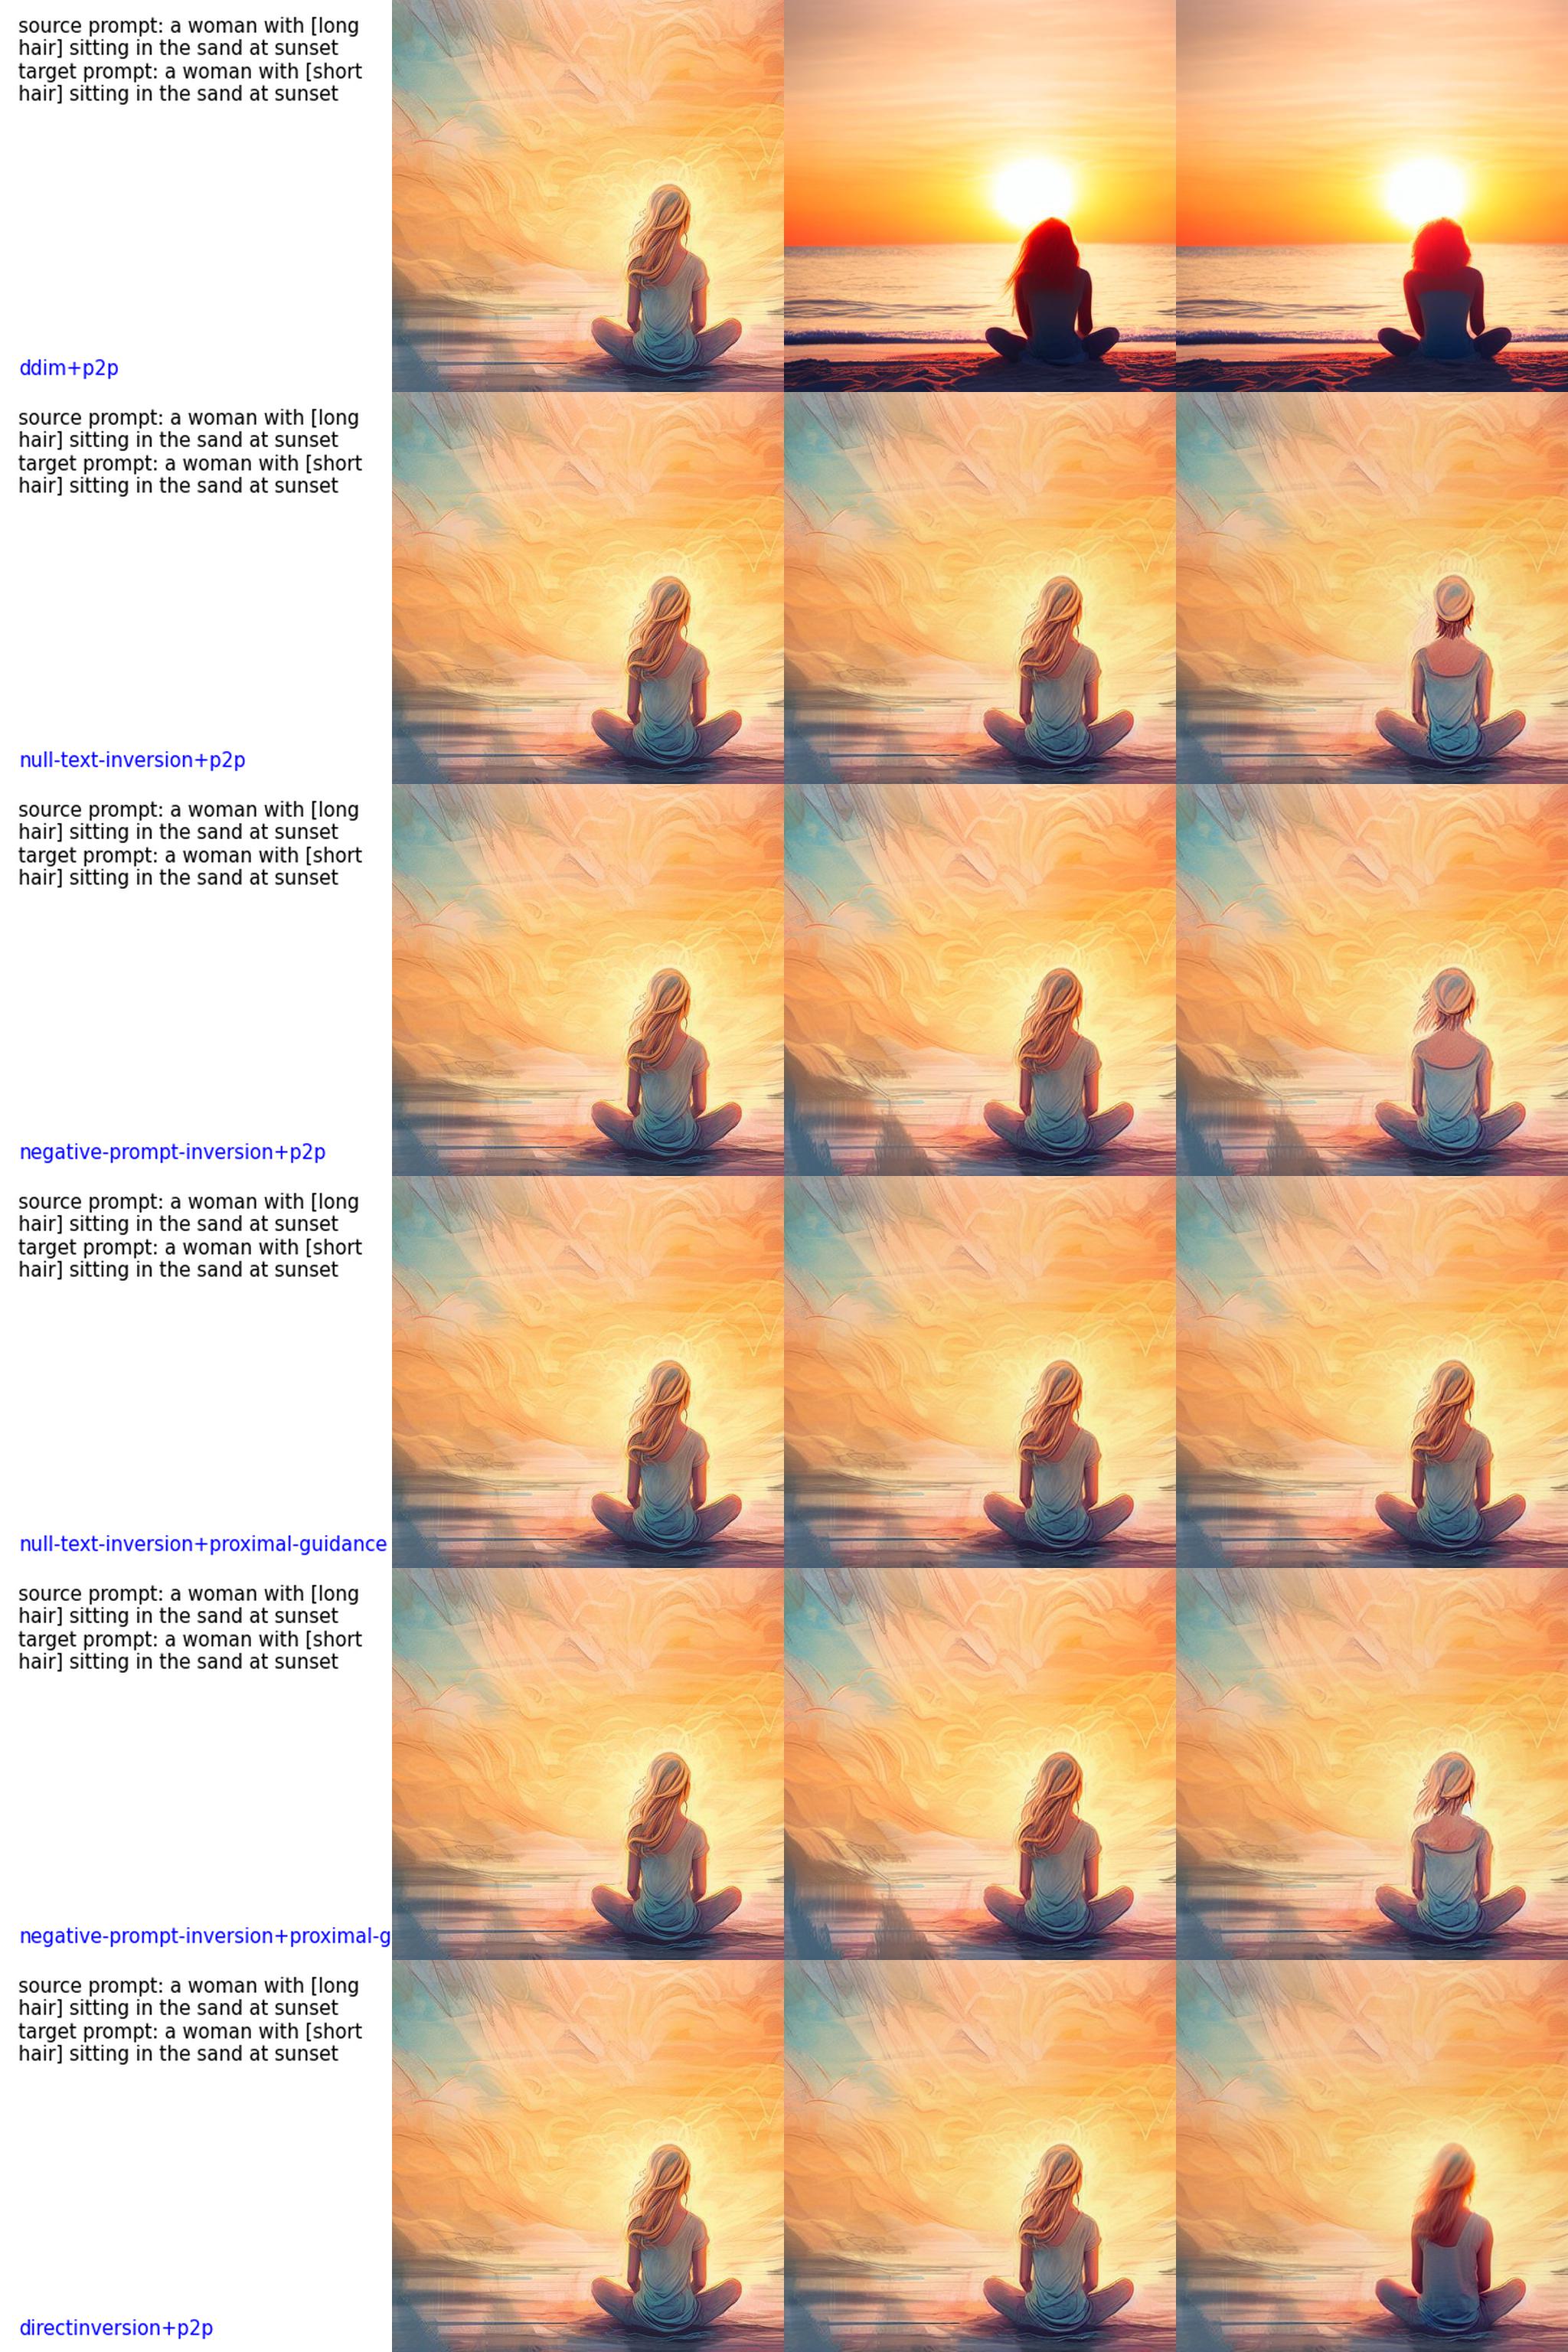 source prompt: a woman with [long
hair] sitting in the sand at sunset
target prompt: a woman with [short
hair] sitting in the sand at sunset
ddim+p2p
source prompt: a woman with [long
hair] sitting in the sand at sunset
target prompt: a woman with [short
hair] sitting in the sand at sunset
null-text-inversion+p2p
source prompt: a woman with [long
hair] sitting in the sand at sunset
target prompt: a woman with [short
hair] sitting in the sand at sunset
negative-prompt-inversion+p2p
source prompt: a woman with [long
hair] sitting in the sand at sunset
target prompt: a woman with [short
hair] sitting in the sand at sunset
null-text-inversion+proximal-guidance
source prompt: a woman with [long
hair] sitting in the sand at sunset
target prompt: a woman with [short
hair] sitting in the sand at sunset
negative-prompt-inversion+proximal-g
source prompt: a woman with [long
hair] sitting in the sand at sunset
target prompt: a woman with [short
hair] sitting in the sand at sunset
directinversion+p2p